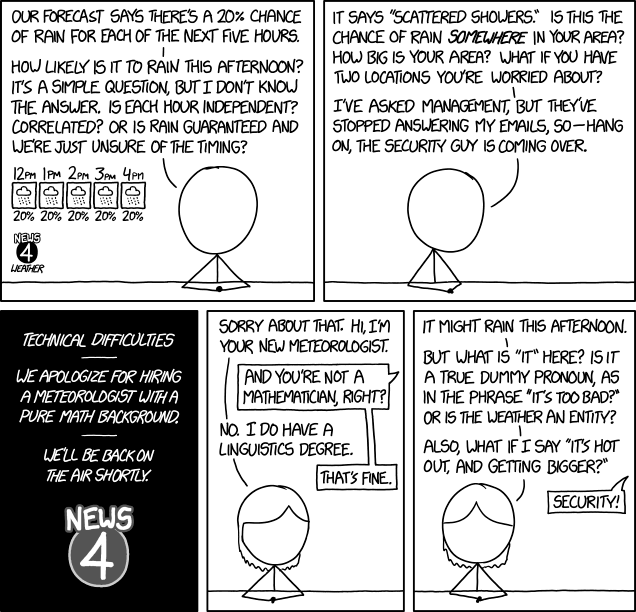 OUR FORECAST SAYS THERE'S A 20% CHANCE
OF RAIN FOR EACH OF THE NEXT FIVE HOURS.
HOW LIKELY IS IT TO RAIN THIS AFTERNOON?
IT'S A SIMPLE QUESTION, BUT I DON'T KNOW
THE ANSWER. IS EACH HOUR INDEPENDENT?
CORRELATED? OR IS RAIN GUARANTEED AND
WE'RE JUST UNSURE OF THE TIMING?
12PM 1PM 2PM 3PM 4PM
20% 20% 20% 20% 20%
NEWS
4
WEATHER
IT SAYS "SCATTERED SHOWERS." IS THIS THE
CHANCE OF RAIN SOMEWHERE IN YOUR AREA?
HOW BIG IS YOUR AREA? WHAT IF YOU HAVE
TWO LOCATIONS YOU'RE WORRIED ABOUT?
I'VE ASKED MANAGEMENT, BUT THEY'VE
STOPPED ANSWERING MY EMAILS, SO—HANG
ON, THE SECURITY GUY IS COMING OVER.
TECHNICAL DIFFICULTIES
WE APOLOGIZE FOR HIRING
A METEOROLOGIST WITH A
PURE MATH BACKGROUND.
WE'LL BE BACK ON
THE AIR SHORTLY.
NEWS
4
SORRY ABOUT THAT. HI, I'M
YOUR NEW METEOROLOGIST.
AND YOU'RE NOT A
MATHEMATICIAN, RIGHT?
NO. I DO HAVE A
LINGUISTICS DEGREE.
THAT'S FINE.
IT MIGHT RAIN THIS AFTERNOON.
BUT WHAT IS "IT" HERE? IS IT
A TRUE DUMMY PRONOUN, AS
IN THE PHRASE "IT'S TOO BAD?"
OR IS THE WEATHER AN ENTITY?
ALSO, WHAT IF I SAY "IT'S HOT
OUT, AND GETTING BIGGER?"
SECURITY!